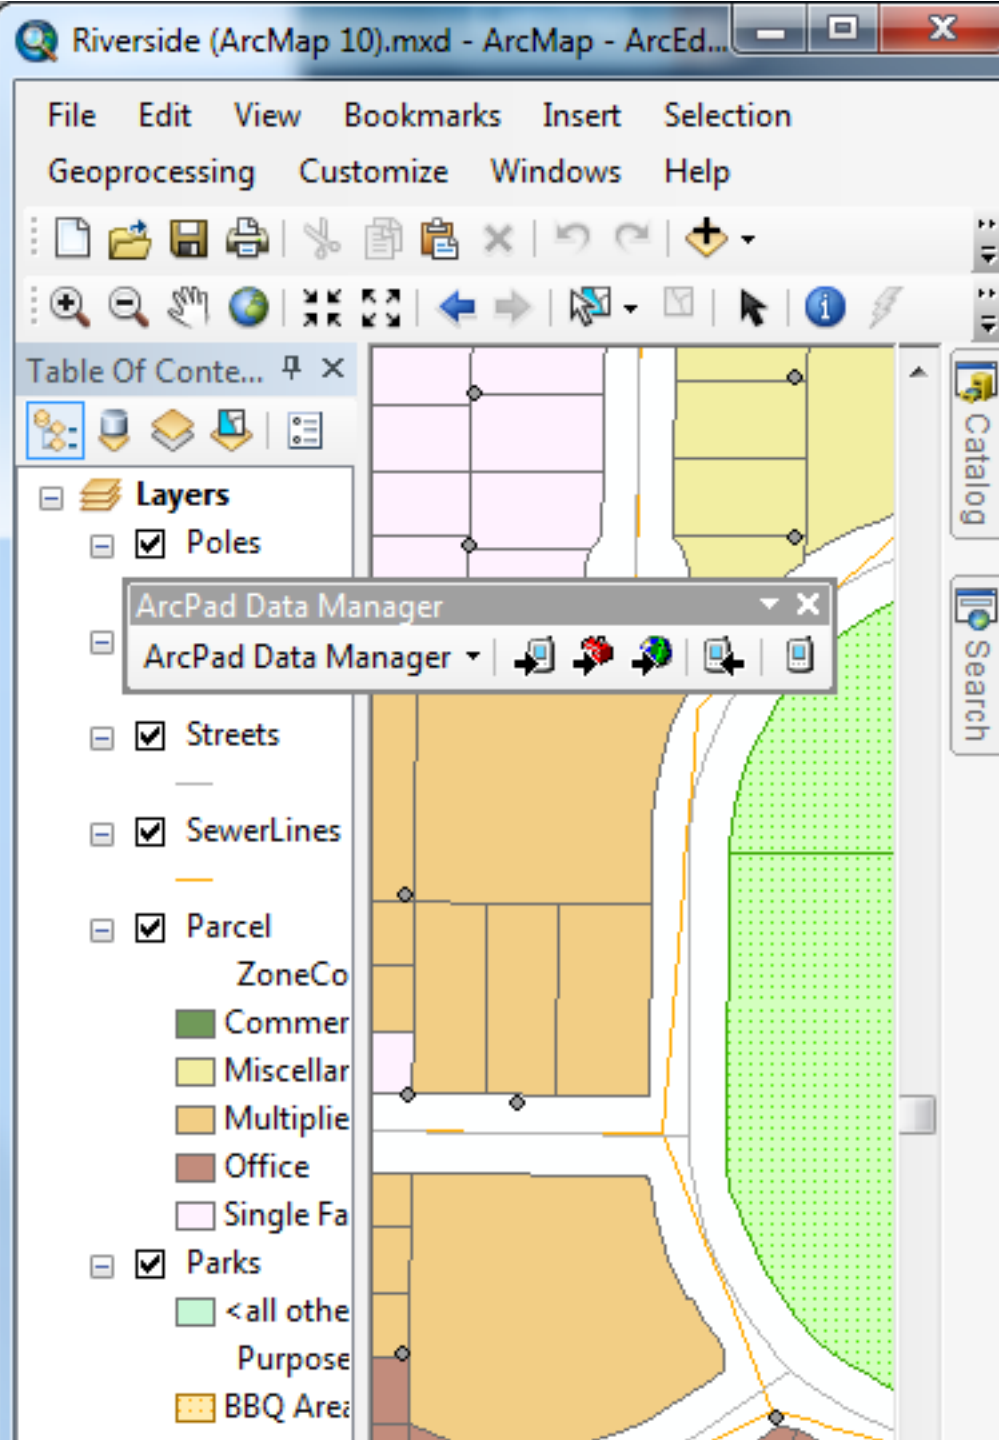 Riverside (ArcMap 10).mxd - ArcMap - ArcEd...
File Edit View Bookmarks Insert Selection
Geoprocessing Customize Windows Help
Table Of Conte...
Layers
Poles
ArcPad Data Manager
ArcPad Data Manager
Streets
SewerLines
Parcel
ZoneCo
Commer
Miscellar
Multiplie
Office
Single Fa
Parks
<all othe
Purpose
BBQ Area
Catalog
Search